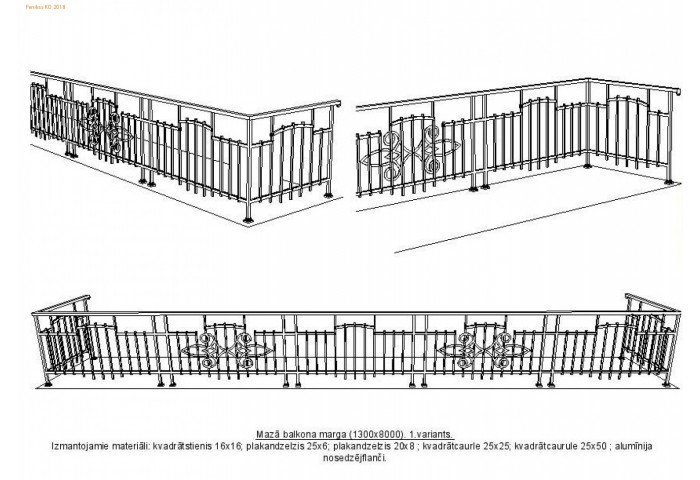 Ferrikus KO 2018
Mazā balkona marga (1300x8000). 1.variants.
Izmantojamie materiāli: kvadrātstienis 16x16; plakandzelzis 25x6; plakandzelzis 20x8 ; kvadrātcaurle 25x25; kvadrātcaurule 25x50 ; alumīnija
nosedzējflanči.